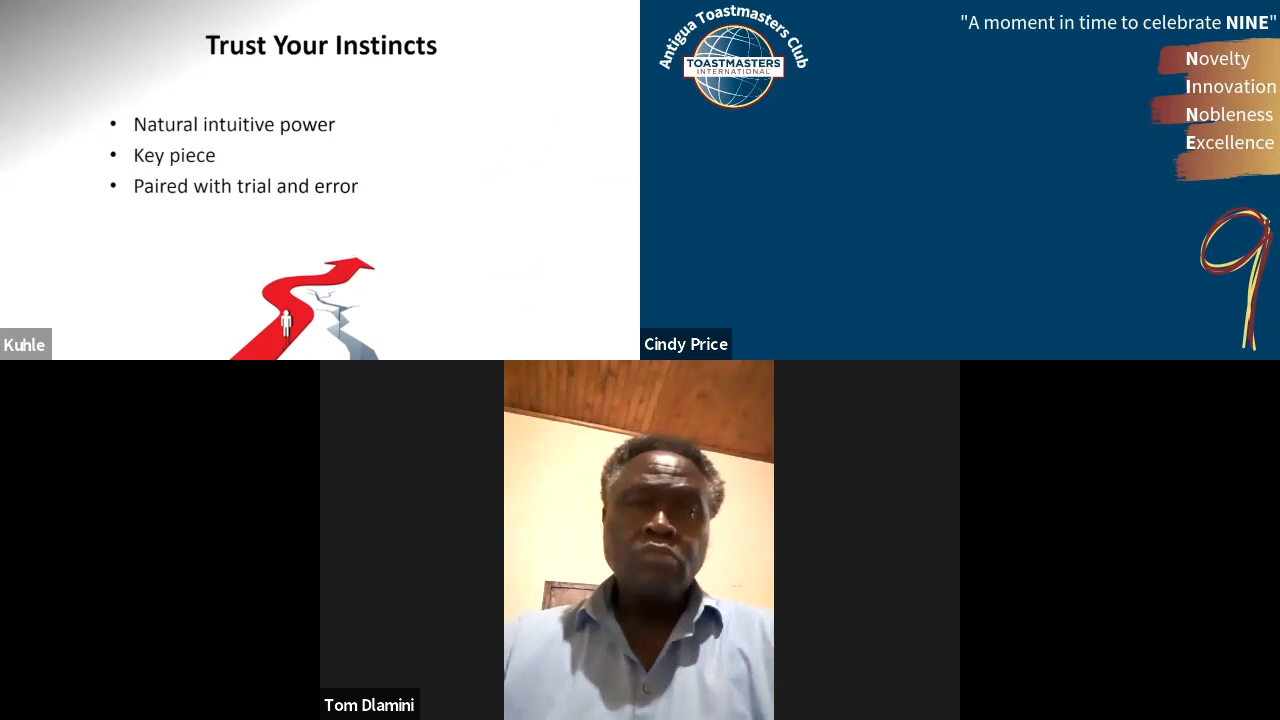 Trust Your Instincts
• Natural intuitive power
• Key piece
• Paired with trial and error
Kuhle
Antigua Toastmasters Club
TOASTMASTERS
INTERNATIONAL
"A moment in time to celebrate NINE"
Novelty
Innovation
Nobleness
Excellence
9
Cindy Price
Tom Dlamini